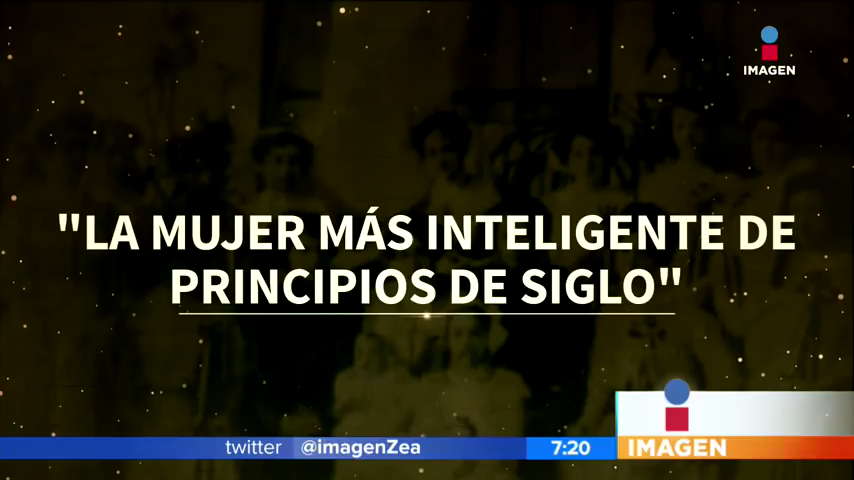 IMAGEN
"LA MUJER MÁS INTELIGENTE DE
PRINCIPIOS DE SIGLO"
twitter @imagenZea 7:20 IMAGEN